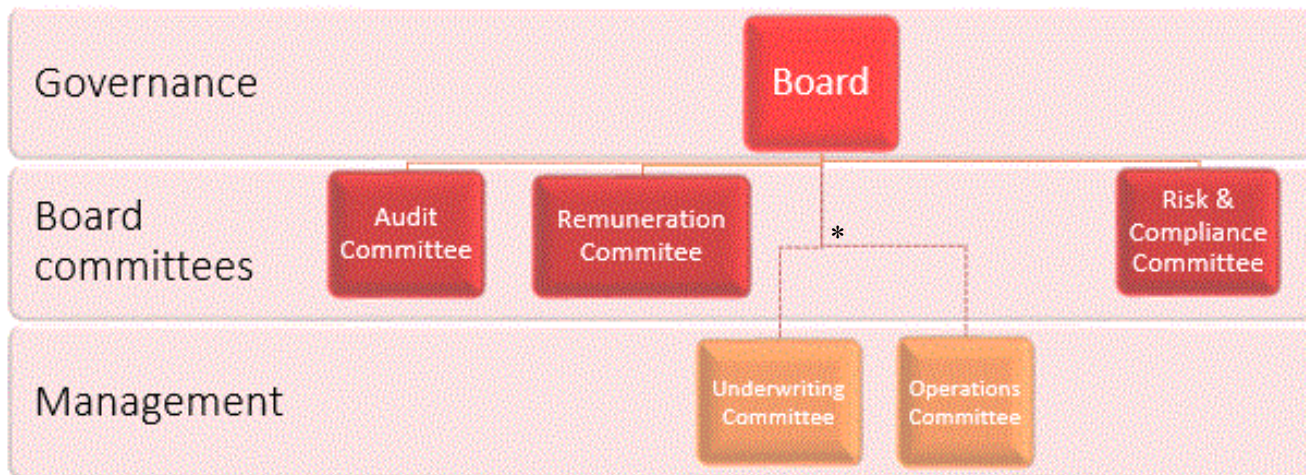 Governance
Board
Board
committees
Audit
Committee
Remuneration
Commitee
*
Risk &
Compliance
Committee
Management
Underwriting
Committee
Operations
Committee